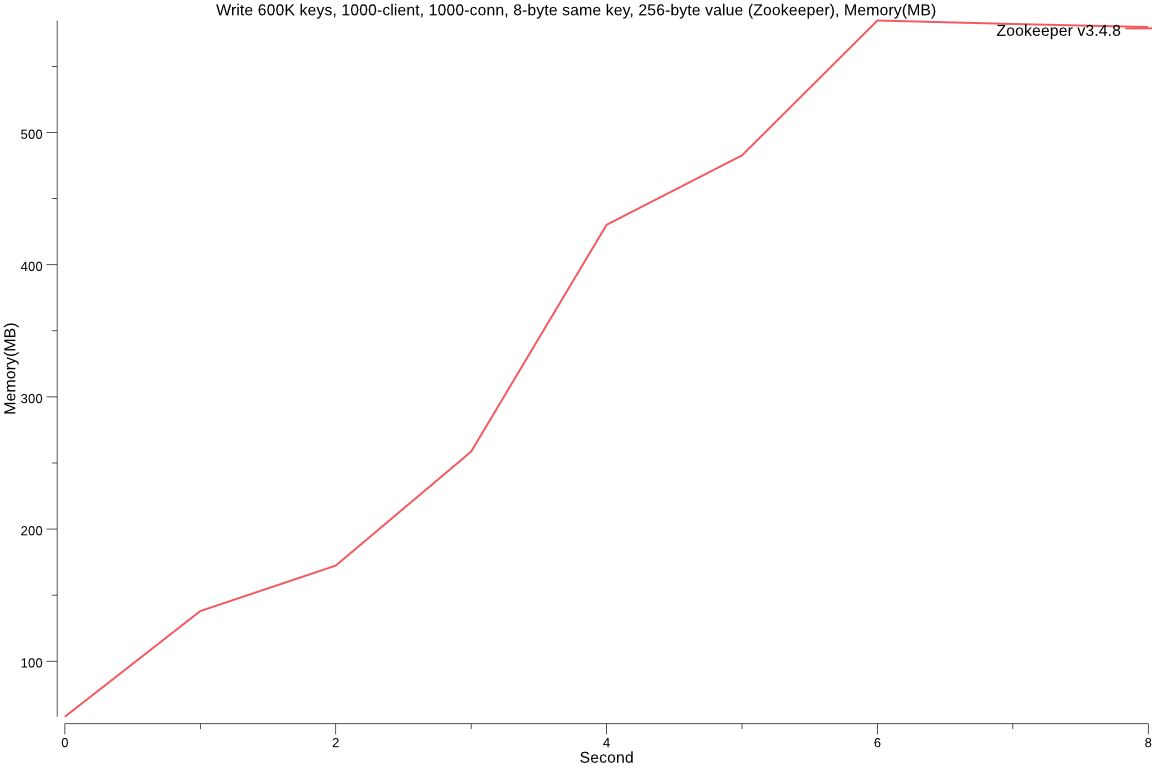 Write 600K keys, 1000-client, 1000-conn, 8-byte same key, 256-byte value (Zookeeper), Memory(MB)
Zookeeper v3.4.8
500
400
300
200
100
Memory(MB)
0 2 4 6 8
Second